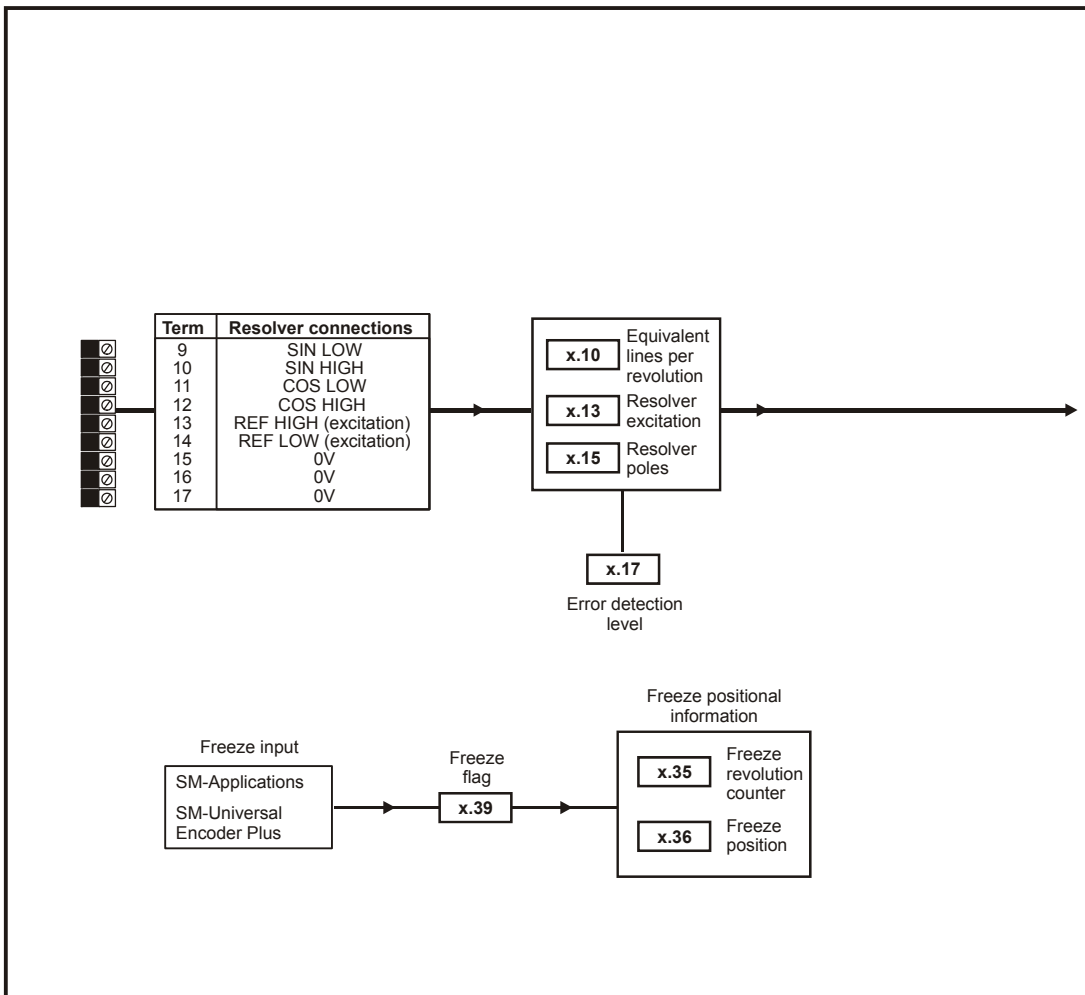 Term Resolver connections
9 SIN LOW
10 SIN HIGH
11 COS LOW
12 COS HIGH
13 REF HIGH (excitation)
14 REF LOW (excitation)
15 0V
16 0V
17 0V
x.10
Equivalent
lines per
revolution
x.13
Resolver
excitation
x.15
Resolver
poles
x.17
Error detection
level
Freeze input
SM-Applications
SM-Universal
Encoder Plus
Freeze
flag
x.39
Freeze positional
information
x.35
Freeze
revolution
counter
x.36
Freeze
position